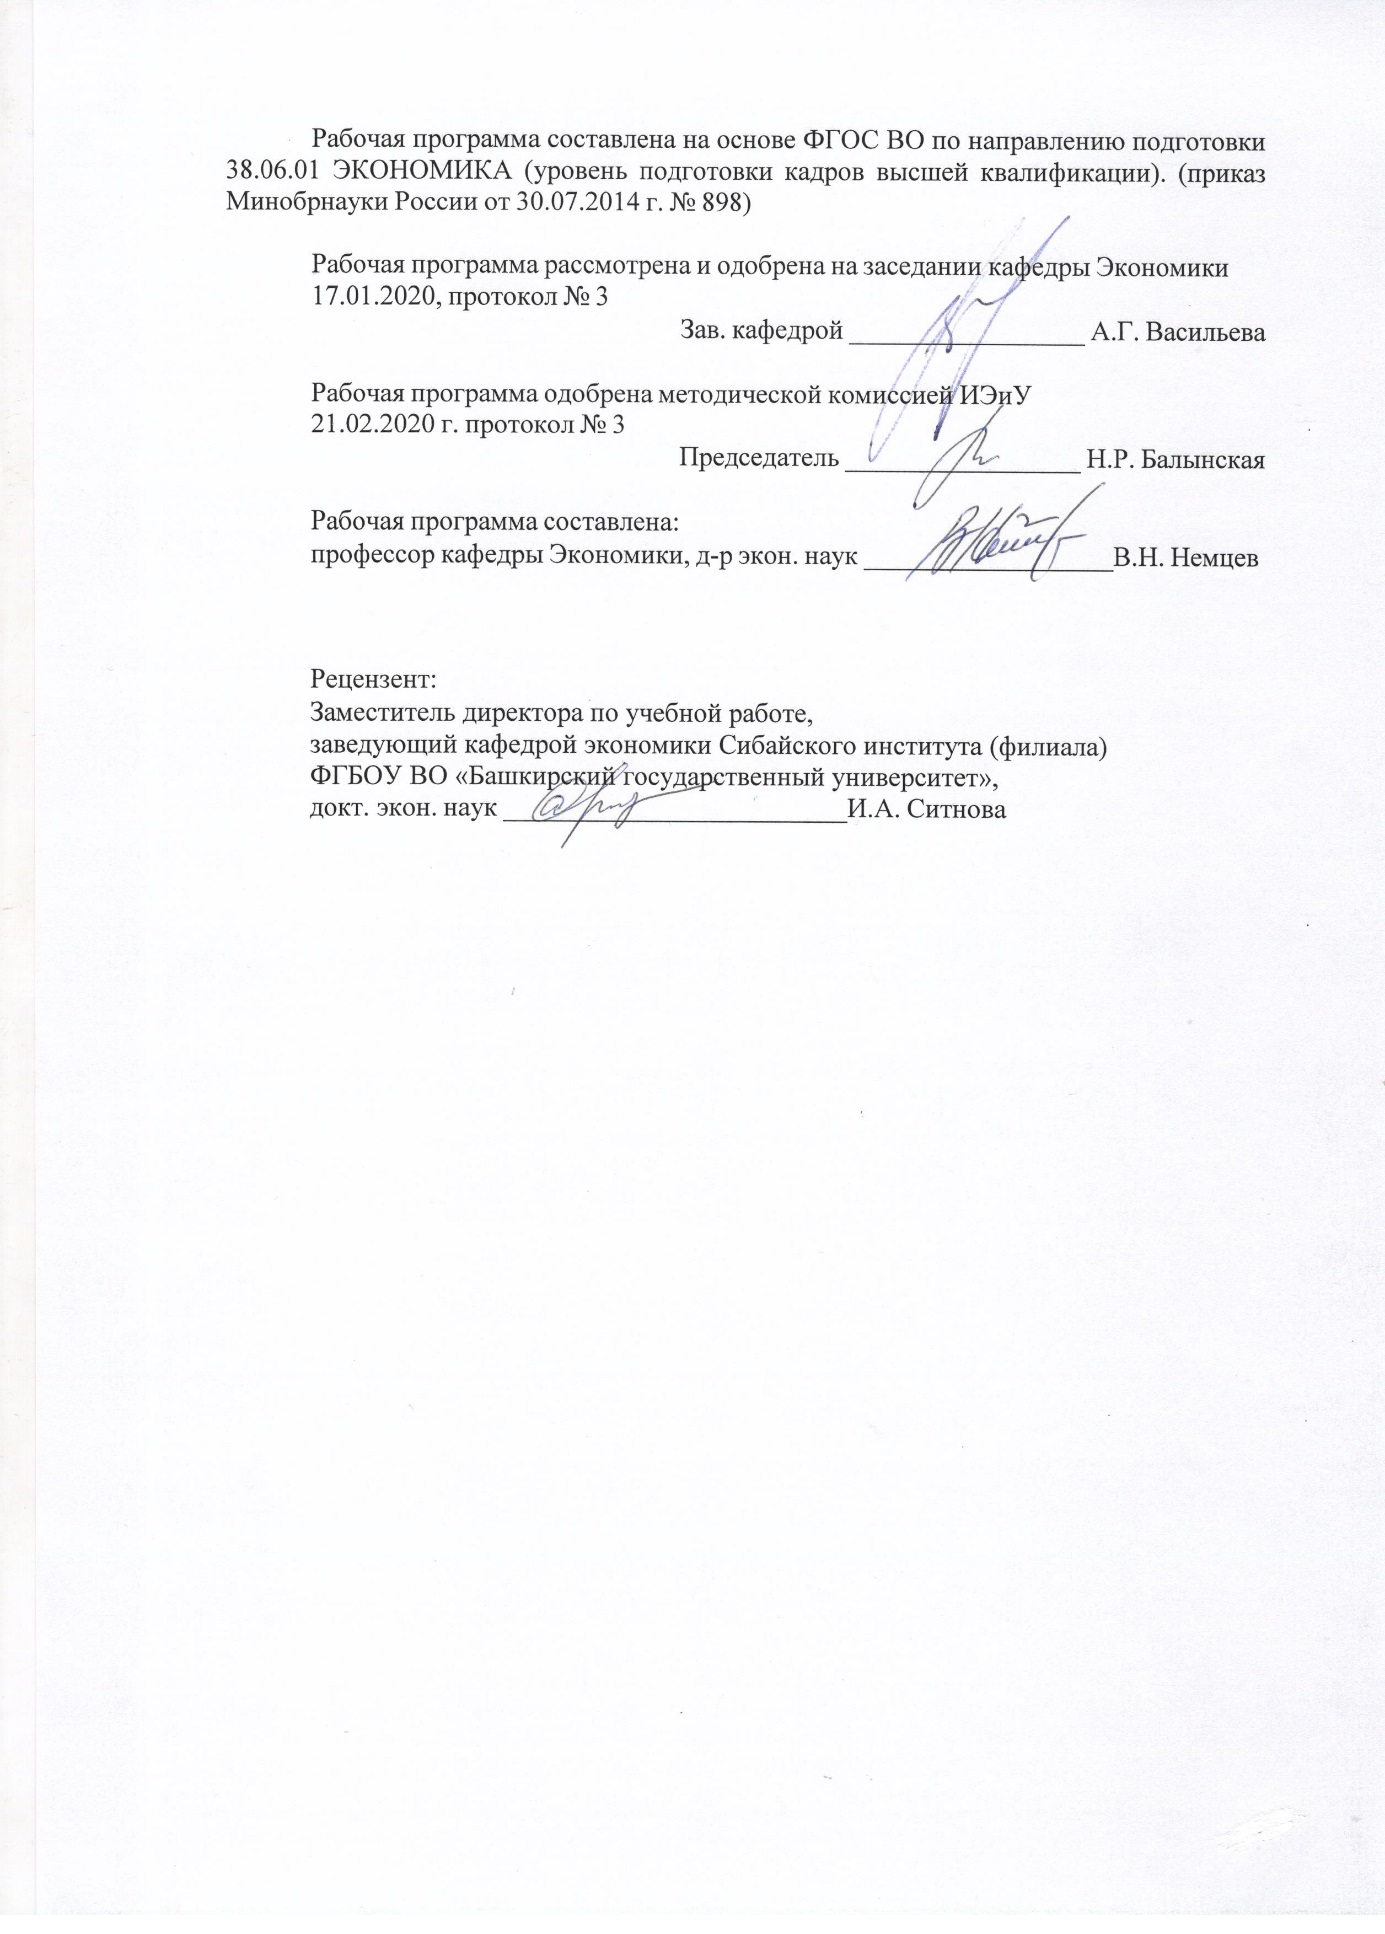 Рабочая программа составлена на основе ФГОС ВО по направлению подготовки
38.06.01 ЭКОНОМИКА (уровень подготовки кадров высшей квалификации). (приказ
Минобрнауки России от 30.07.2014 г. № 898)
Рабочая программа рассмотрена и одобрена на заседании кафедры Экономики
17.01.2020, протокол № 3
Зав. кафедрой _________________ А.Г. Васильева
Рабочая программа одобрена методической комиссией ИЭиУ
21.02.2020 г. протокол № 3
Председатель _________________ Н.Р. Балынская
Рабочая программа составлена:
профессор кафедры Экономики, д-р экон. наук __________________В.Н. Немцев
Рецензент:
Заместитель директора по учебной работе,
заведующий кафедрой экономики Сибайского института (филиала)
ФГБОУ ВО «Башкирский государственный университет»,
докт. экон. наук _________________________И.А. Ситнова